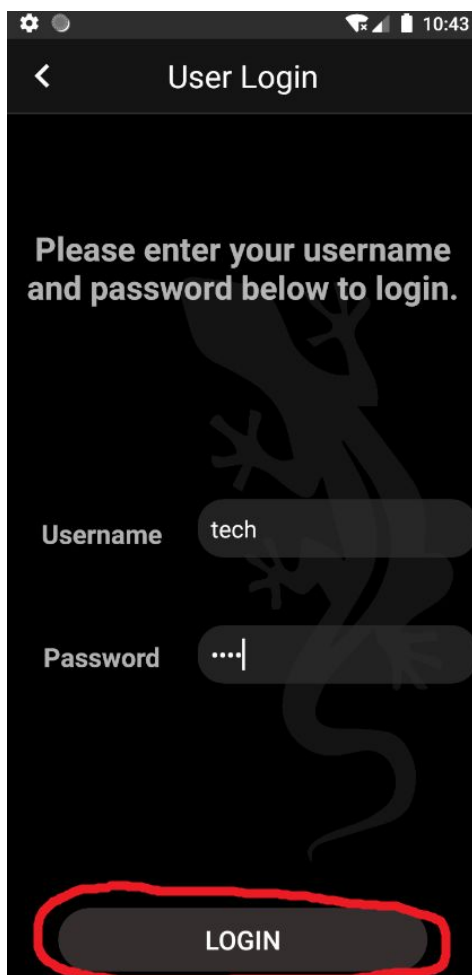 10:43
User Login
Please enter your username
and password below to login.
Username
tech
Password
••••
LOGIN